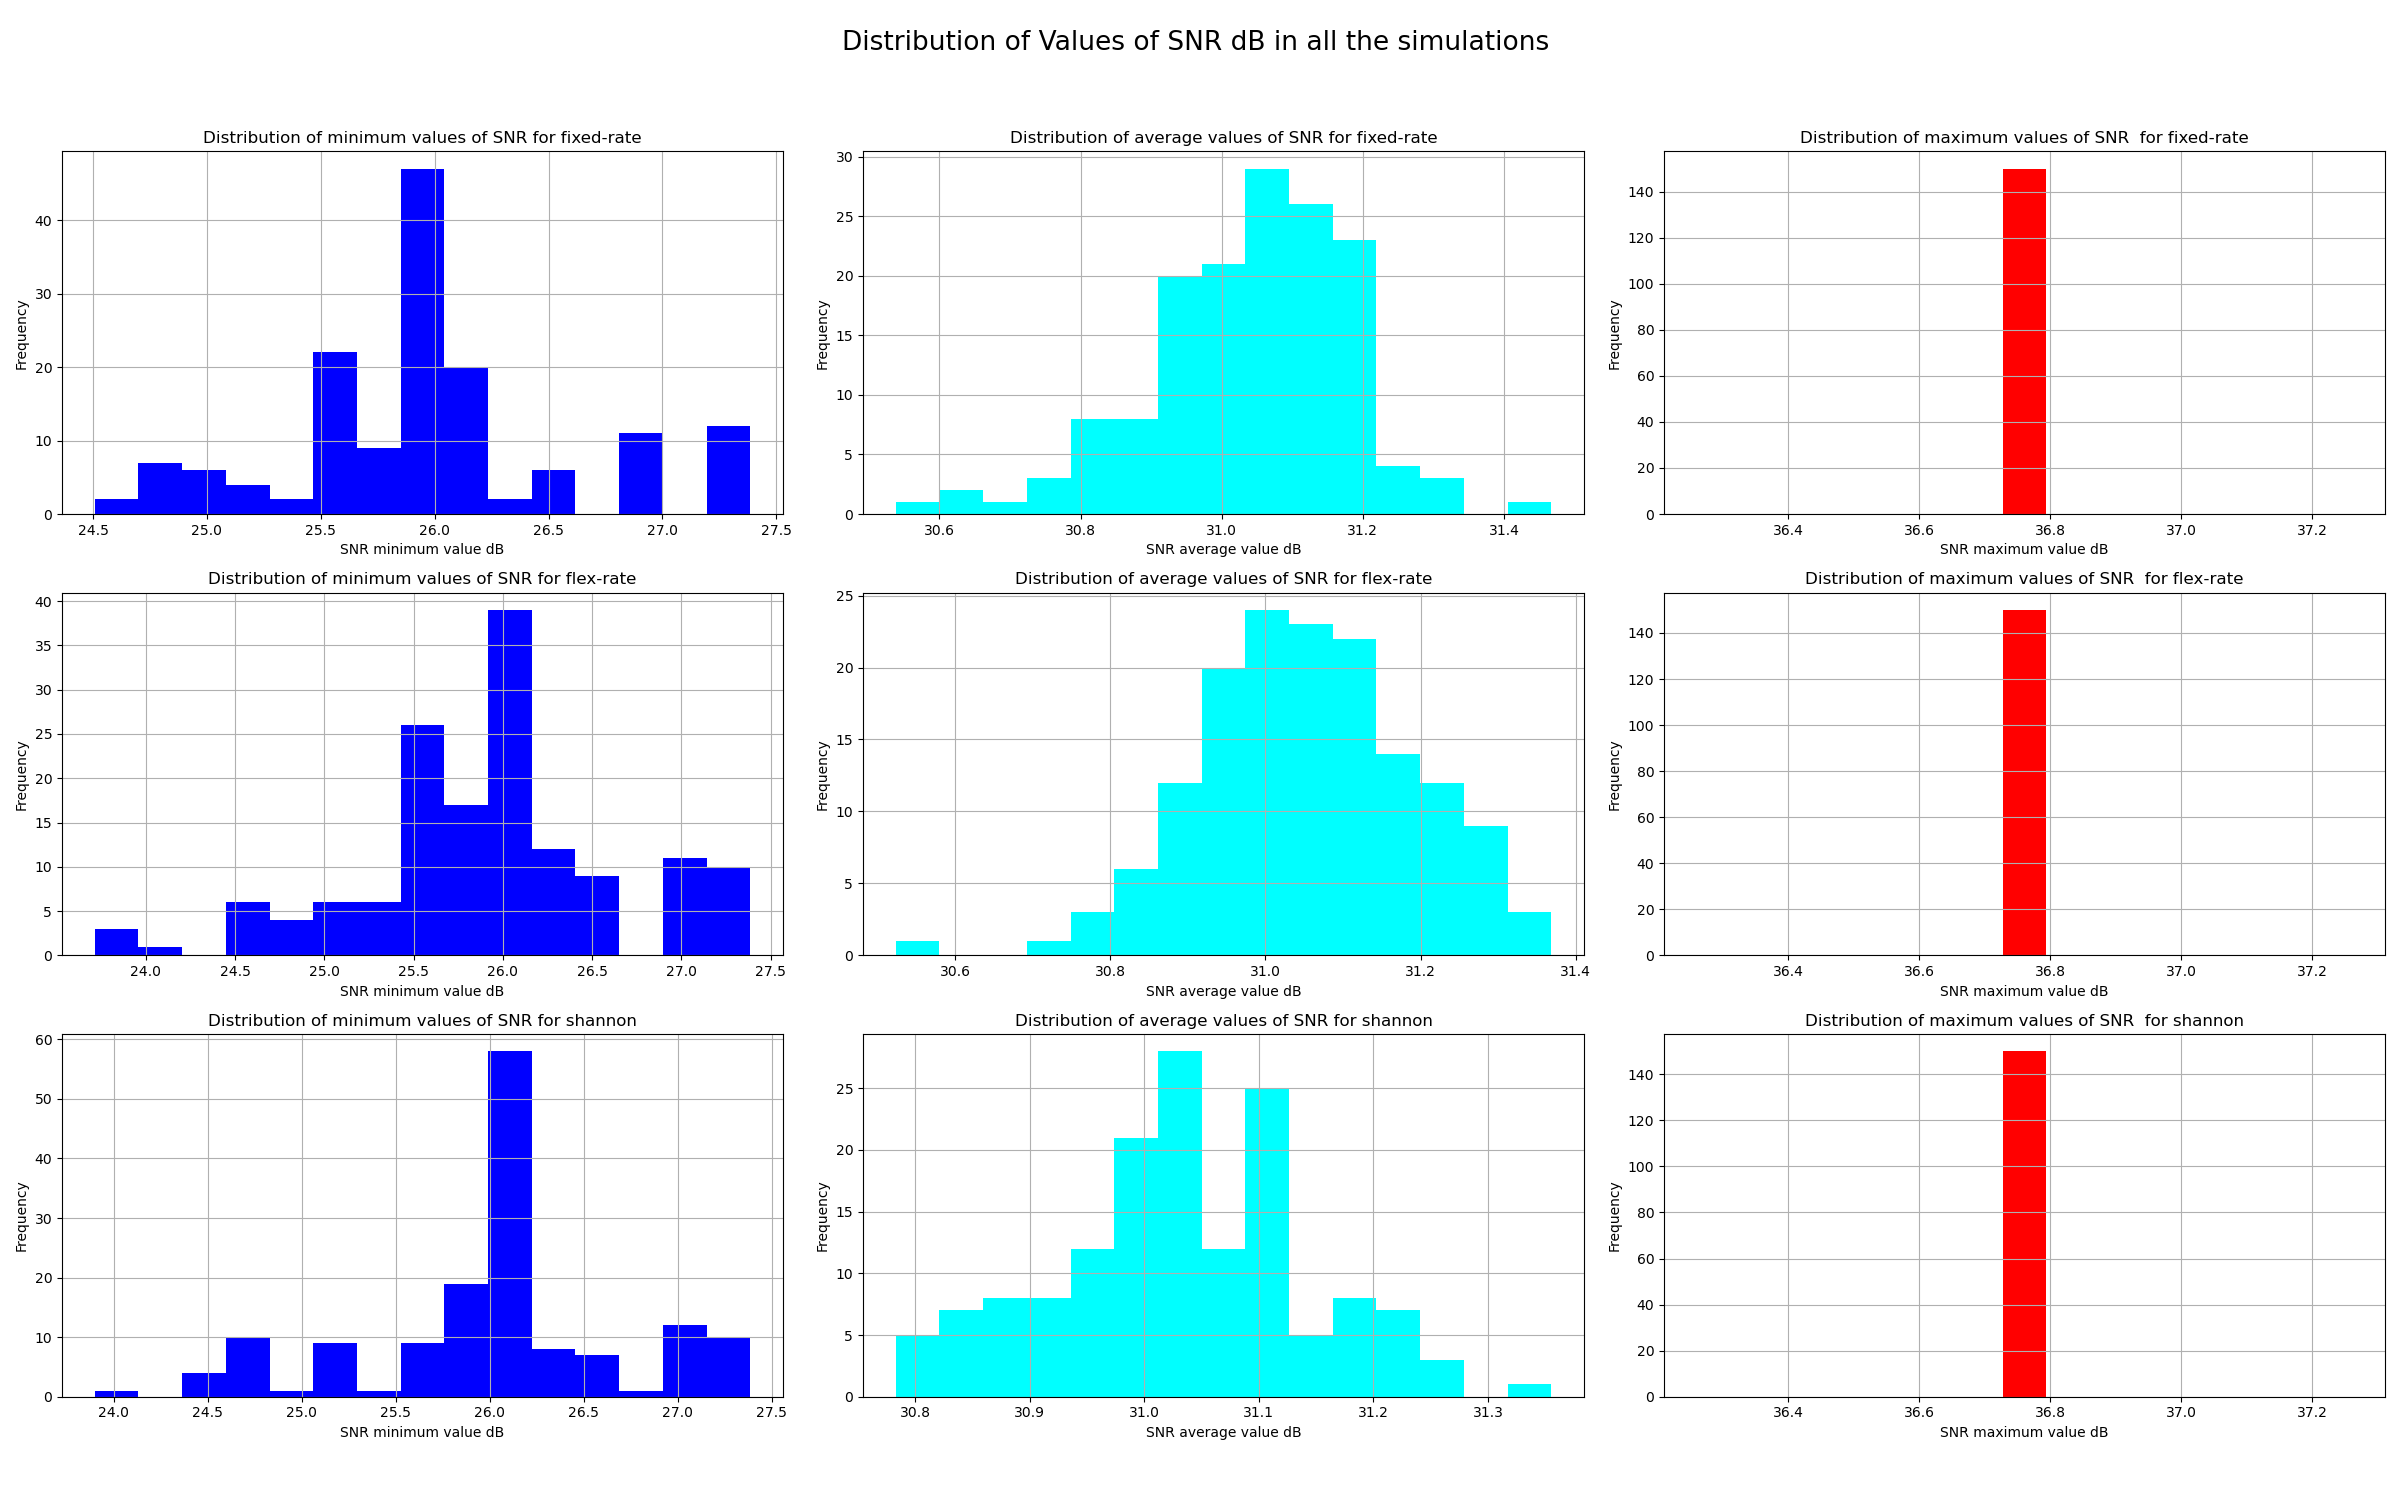 Distribution of Values of SNR dB in all the simulations
Distribution of minimum values of SNR for fixed-rate
Frequency
40
30
20
10
0
24.5 25.0 25.5 26.0 26.5 27.0 27.5
SNR minimum value dB
Distribution of average values of SNR for fixed-rate
Frequency
30
25
20
15
10
5
0
30.6 30.8 31.0 31.2 31.4
SNR average value dB
Distribution of maximum values of SNR  for fixed-rate
Frequency
140
120
100
80
60
40
20
0
36.4 36.6 36.8 37.0 37.2
SNR maximum value dB
Distribution of minimum values of SNR for flex-rate
Frequency
40
35
30
25
20
15
10
5
0
24.0 24.5 25.0 25.5 26.0 26.5 27.0 27.5
SNR minimum value dB
Distribution of average values of SNR for flex-rate
Frequency
25
20
15
10
5
0
30.6 30.8 31.0 31.2 31.4
SNR average value dB
Distribution of maximum values of SNR  for flex-rate
Frequency
140
120
100
80
60
40
20
0
36.4 36.6 36.8 37.0 37.2
SNR maximum value dB
Distribution of minimum values of SNR for shannon
Frequency
60
50
40
30
20
10
0
24.0 24.5 25.0 25.5 26.0 26.5 27.0 27.5
SNR minimum value dB
Distribution of average values of SNR for shannon
Frequency
25
20
15
10
5
0
30.8 30.9 31.0 31.1 31.2 31.3
SNR average value dB
Distribution of maximum values of SNR  for shannon
Frequency
140
120
100
80
60
40
20
0
36.4 36.6 36.8 37.0 37.2
SNR maximum value dB